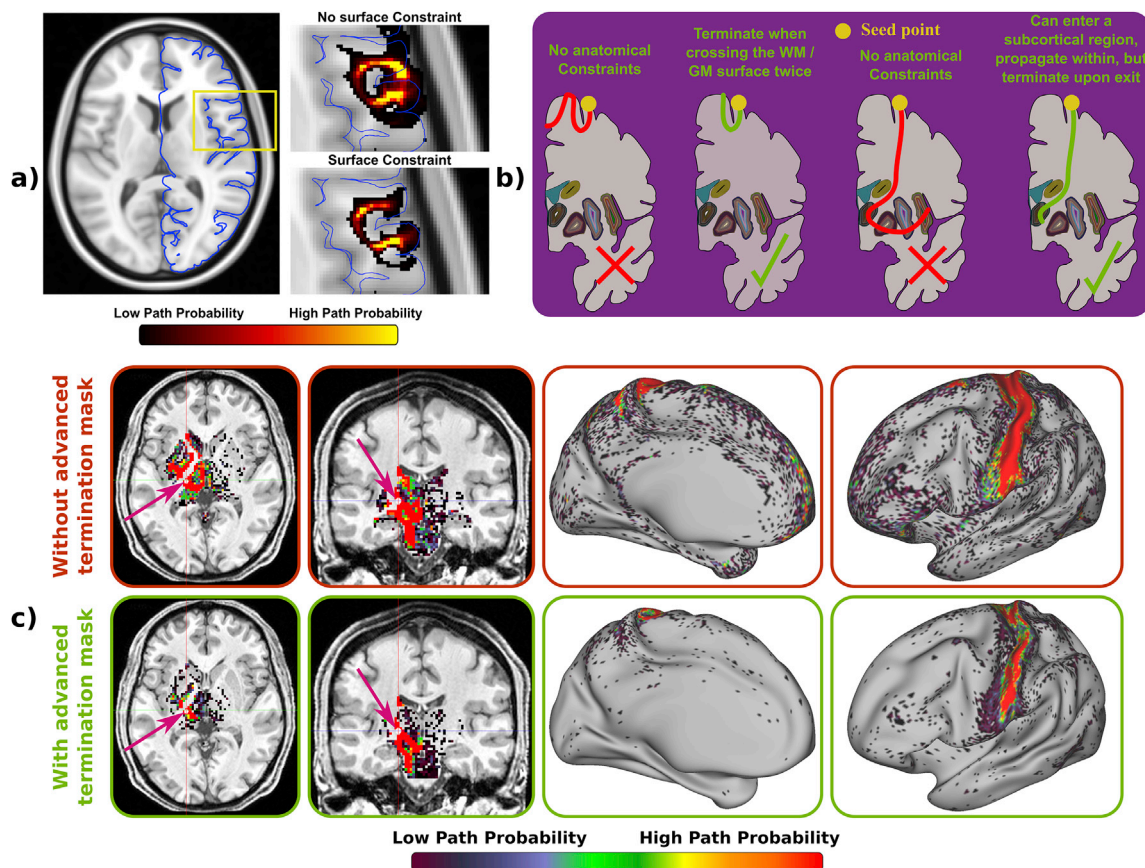 a)
No surface Constraint
Surface Constraint
Low Path Probability
High Path Probability
b)
No anatomical
Constraints
Terminate when
crossing the WM /
GM surface twice
Seed point
No anatomical
Constraints
Can enter a
subcortical region,
propagate within, but
terminate upon exit
c)
Without advanced
termination mask
With advanced
termination mask
Low Path Probability
High Path Probability